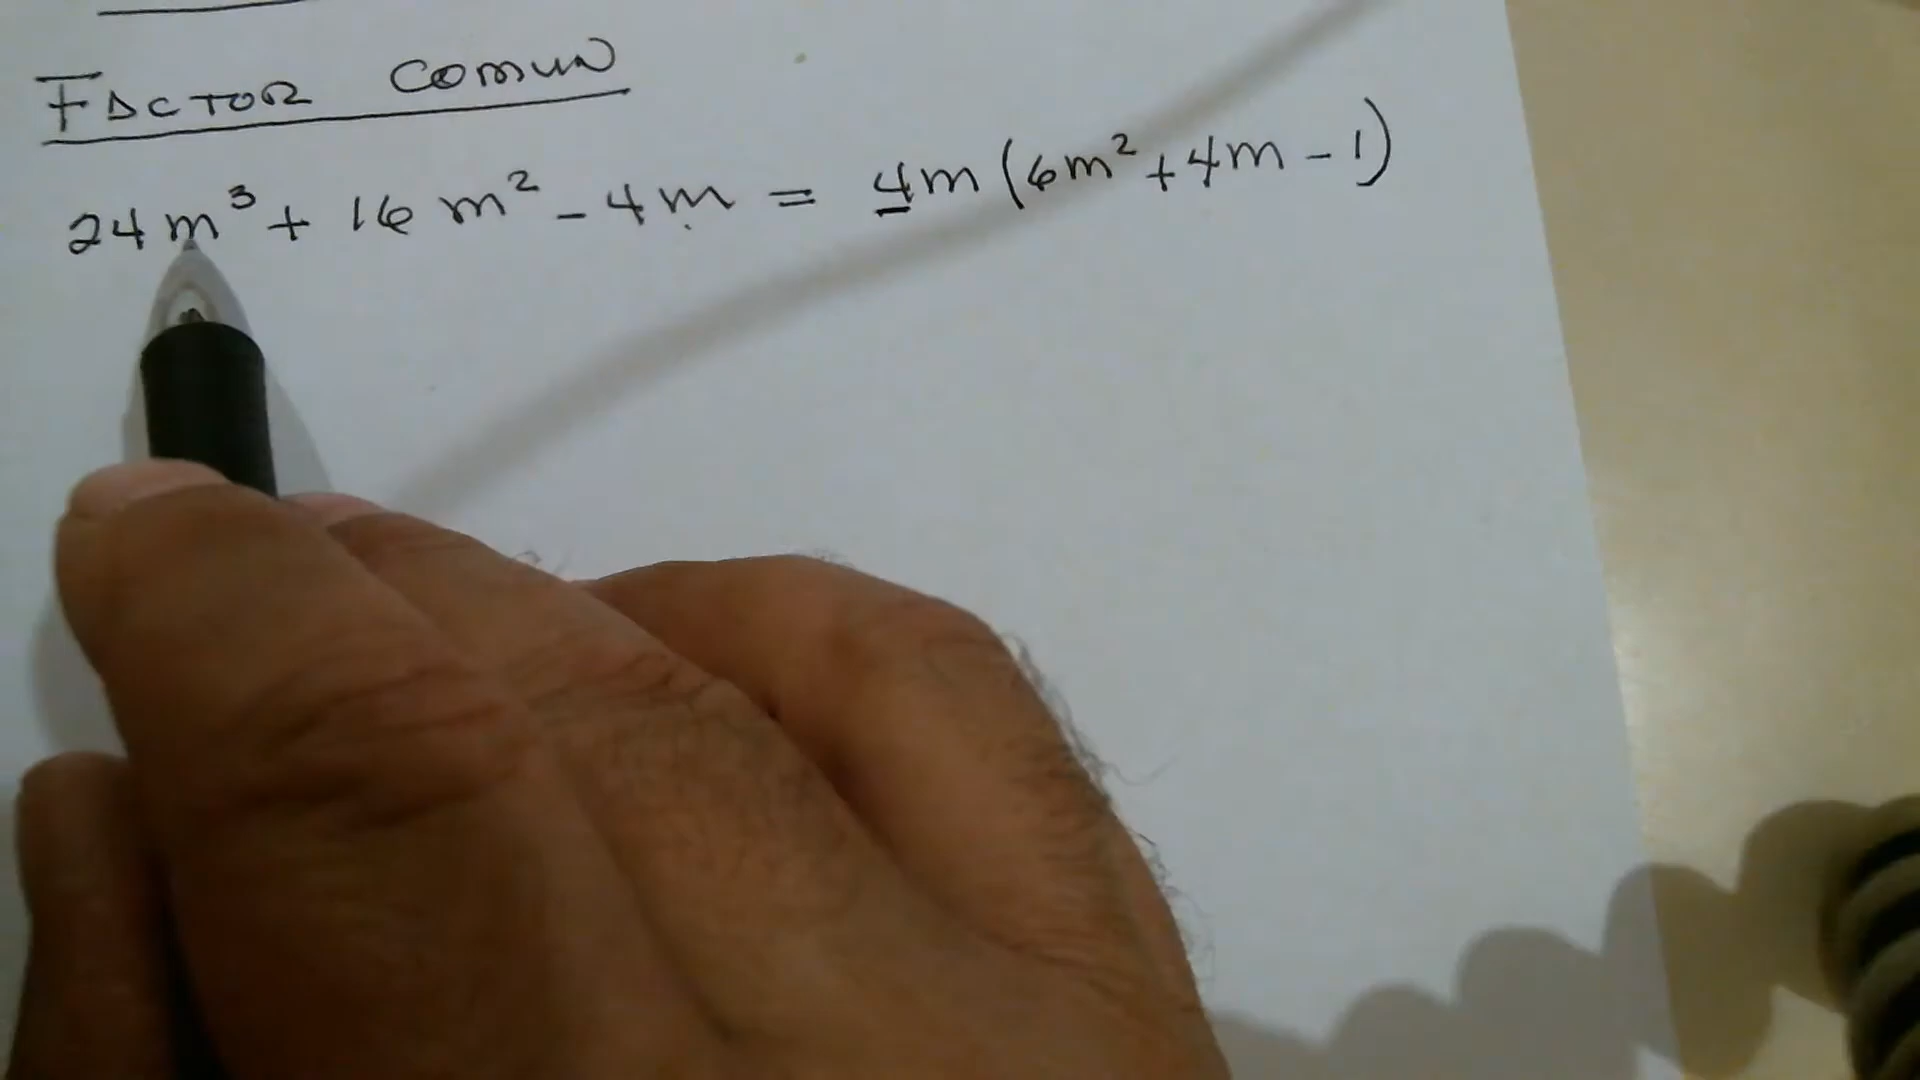 FACTOR COMUN
24m³ + 16m² - 4m = 4m (6m² + 4m - 1)